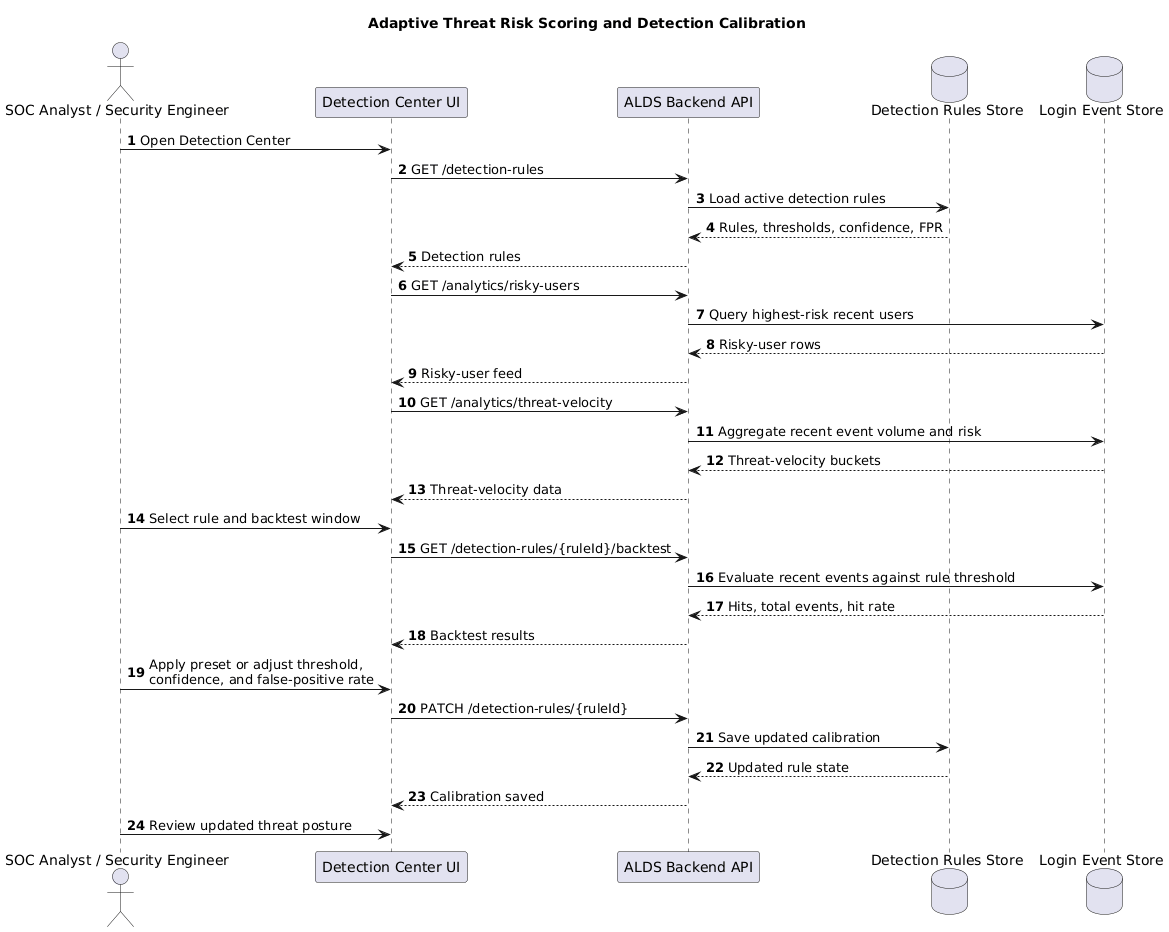 Adaptive Threat Risk Scoring and Detection Calibration
SOC Analyst / Security Engineer
Detection Center UI
ALDS Backend API
Detection Rules Store
Login Event Store
1 Open Detection Center
2 GET /detection-rules
3 Load active detection rules
4 Rules, thresholds, confidence, FPR
5 Detection rules
6 GET /analytics/risky-users
7 Query highest-risk recent users
8 Risky-user rows
9 Risky-user feed
10 GET /analytics/threat-velocity
11 Aggregate recent event volume and risk
12 Threat-velocity buckets
13 Threat-velocity data
14 Select rule and backtest window
15 GET /detection-rules/{ruleId}/backtest
16 Evaluate recent events against rule threshold
17 Hits, total events, hit rate
18 Backtest results
19 Apply preset or adjust threshold,
confidence, and false-positive rate
20 PATCH /detection-rules/{ruleId}
21 Save updated calibration
22 Updated rule state
23 Calibration saved
24 Review updated threat posture
SOC Analyst / Security Engineer
Detection Center UI
ALDS Backend API
Detection Rules Store
Login Event Store